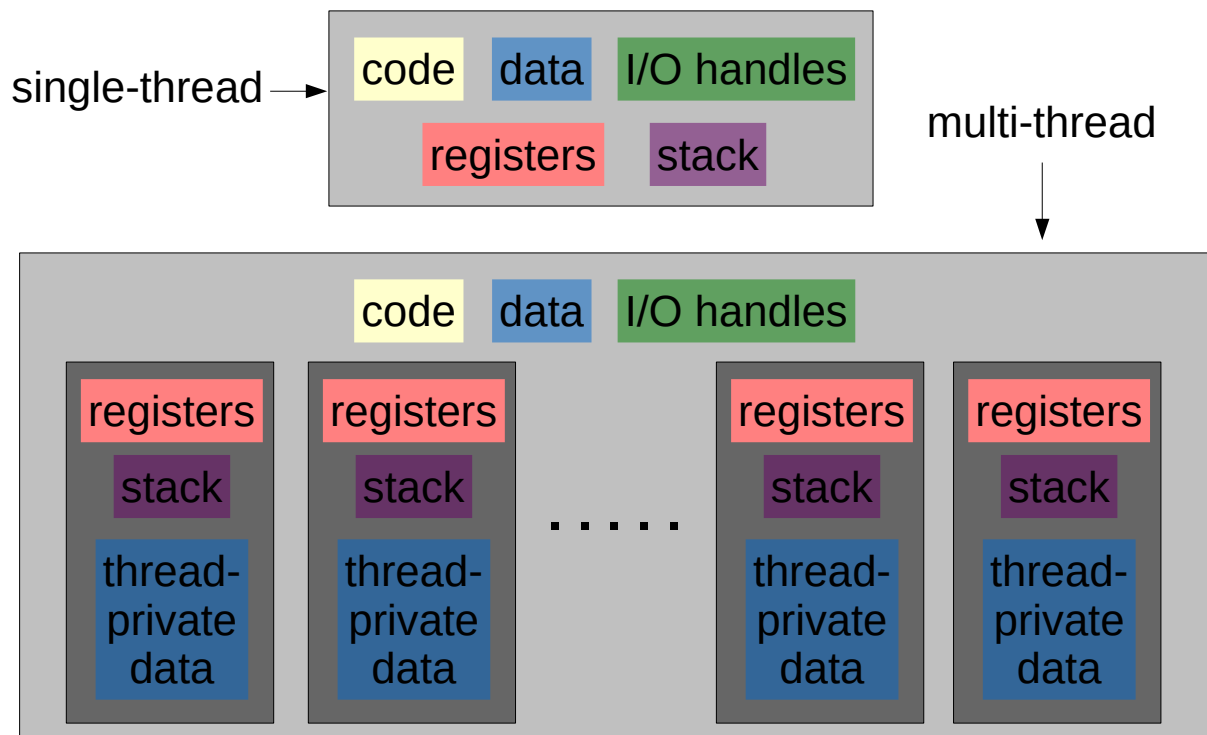 code data I/O handles
single-thread
registers stack
multi-thread
code data I/O handles
registers registers registers registers
stack stack ..... stack stack
thread- thread- thread- thread-
private private private private
data data data data